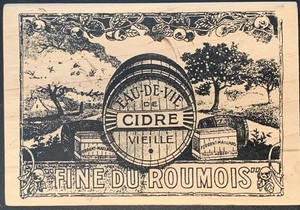 EAU-DE-VIE
DE
CIDRE
VIEILLE
"FINE DU ROUMOIS"